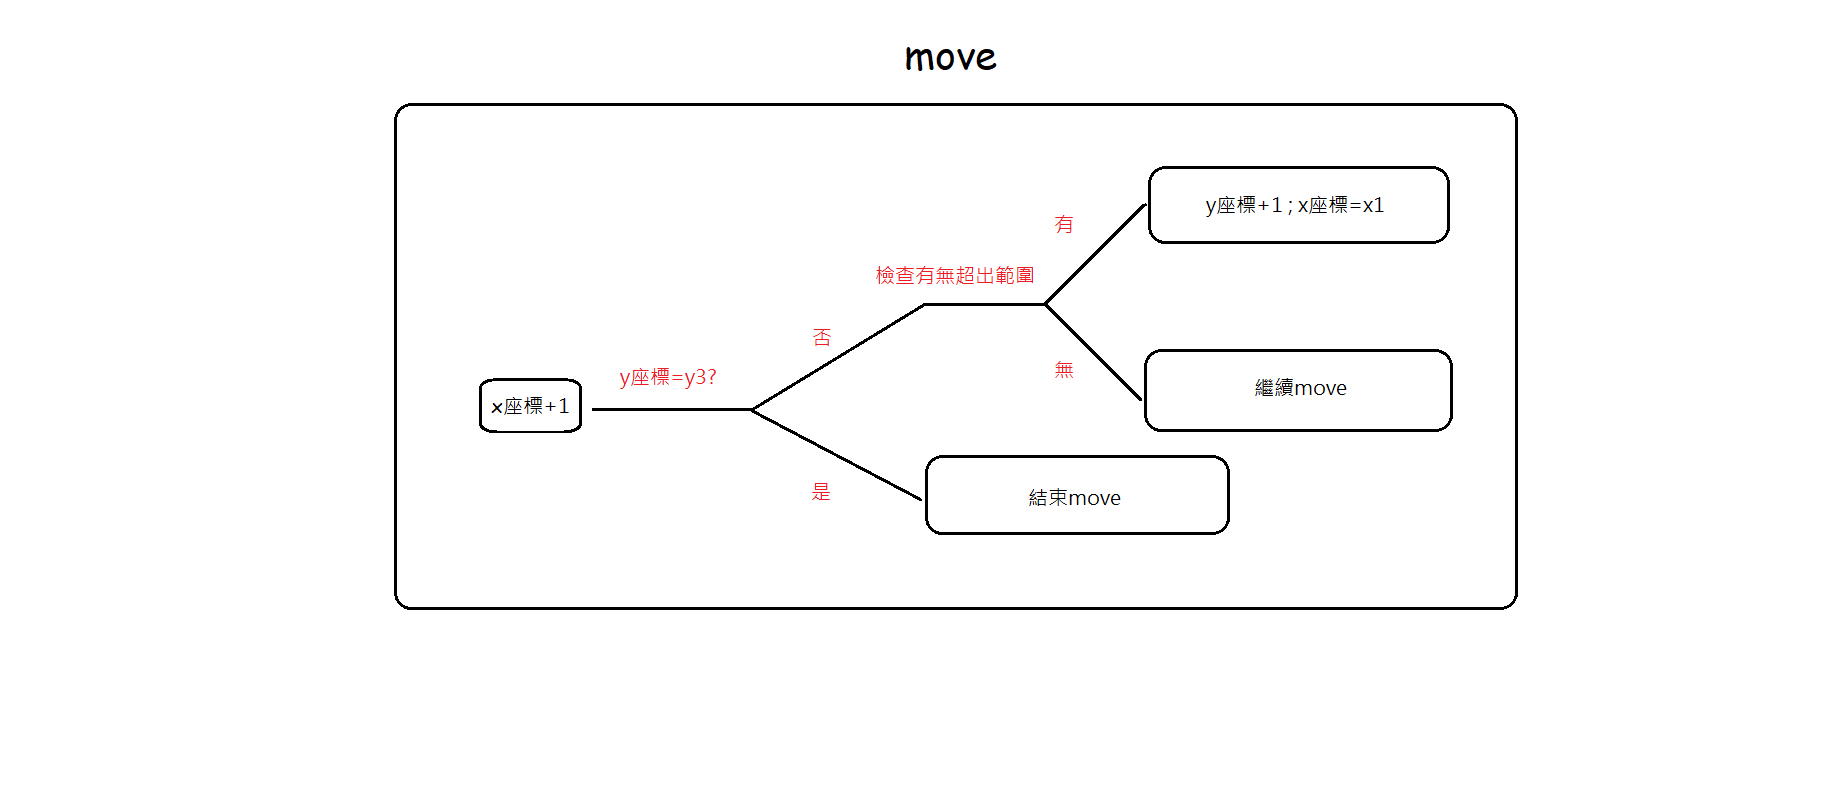 move
y座標+1 ; x座標=x1
有
檢查有無超出範圍
否
無
y座標=y3?
繼續move
x座標+1
是
結束move